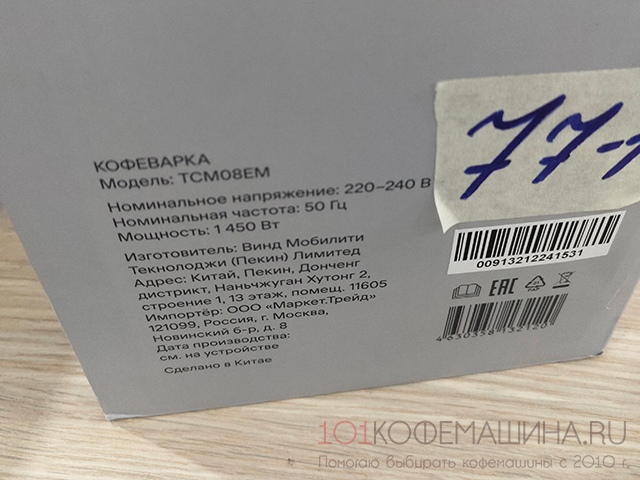 КОФЕВАРКА
Модель: TCM08EM
Номинальное напряжение: 220–240 В
Номинальная частота: 50 Гц
Мощность: 1 450 Вт
Изготовитель: Винд Мобилити
Текнолоджи (Пекин) Лимитед
Адрес: Китай, Пекин, Донченг
дистрикт, Наньчжуган Хутонг 2,
строение 1, 13 этаж, помещ. 11605
Импортёр: ООО «Маркет.Трейд»
121099, Россия, г. Москва,
Новинский б-р, д. 8
Дата производства:
см. на устройстве
Сделано в Китае
77-1
00913212241531
EAC
4630358132120
101КОФЕМАШИНА.RU
Помогаю выбирать кофемашины с 2010 г.